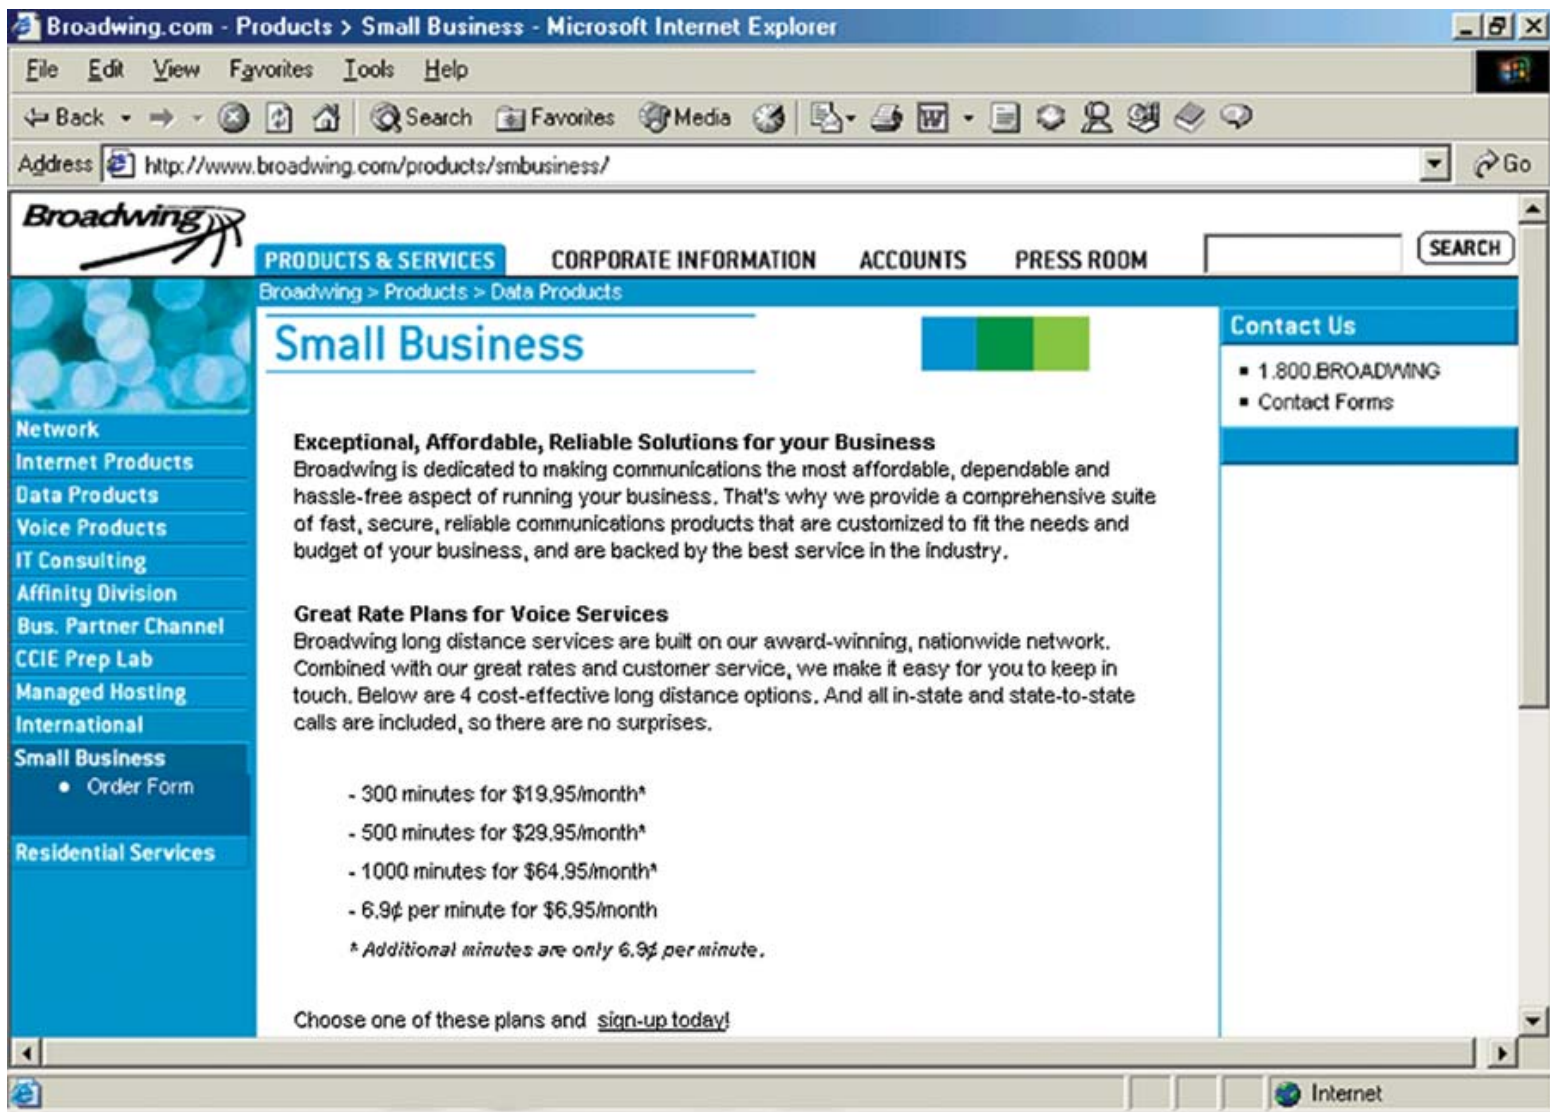 Broadwing.com - Products > Small Business - Microsoft Internet Explorer
File Edit View Favorites Tools Help
Back Search Favorites Media
Address http://www.broadwing.com/products/smbusiness/ Go
Broadwing
PRODUCTS & SERVICES CORPORATE INFORMATION ACCOUNTS PRESS ROOM SEARCH
Broadwing > Products > Data Products
Network
Internet Products
Data Products
Voice Products
IT Consulting
Affinity Division
Bus. Partner Channel
CCIE Prep Lab
Managed Hosting
International
Small Business
• Order Form
Residential Services
Small Business
Exceptional, Affordable, Reliable Solutions for your Business
Broadwing is dedicated to making communications the most affordable, dependable and
hassle-free aspect of running your business. That's why we provide a comprehensive suite
of fast, secure, reliable communications products that are customized to fit the needs and
budget of your business, and are backed by the best service in the industry.
Great Rate Plans for Voice Services
Broadwing long distance services are built on our award-winning, nationwide network.
Combined with our great rates and customer service, we make it easy for you to keep in
touch. Below are 4 cost-effective long distance options. And all in-state and state-to-state
calls are included, so there are no surprises.
- 300 minutes for $19.95/month*
- 500 minutes for $29.95/month*
- 1000 minutes for $64.95/month*
- 6.9¢ per minute for $6.95/month
* Additional minutes are only 6.9¢ per minute.
Choose one of these plans and sign-up today!
Contact Us
▪ 1.800.BROADWING
▪ Contact Forms
Internet